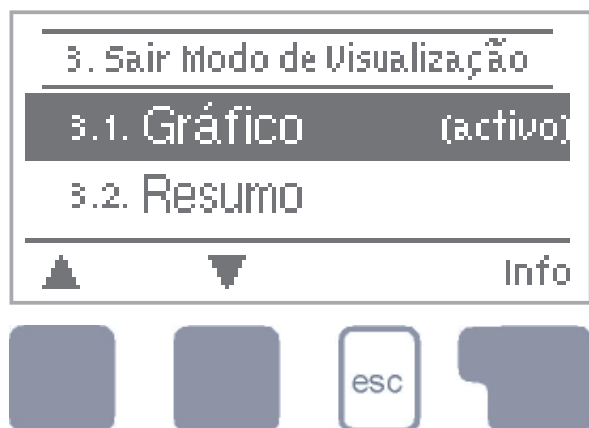 3. Sair Modo de Visualização
3.1. Gráfico (activo)
3.2. Resumo
Info
esc